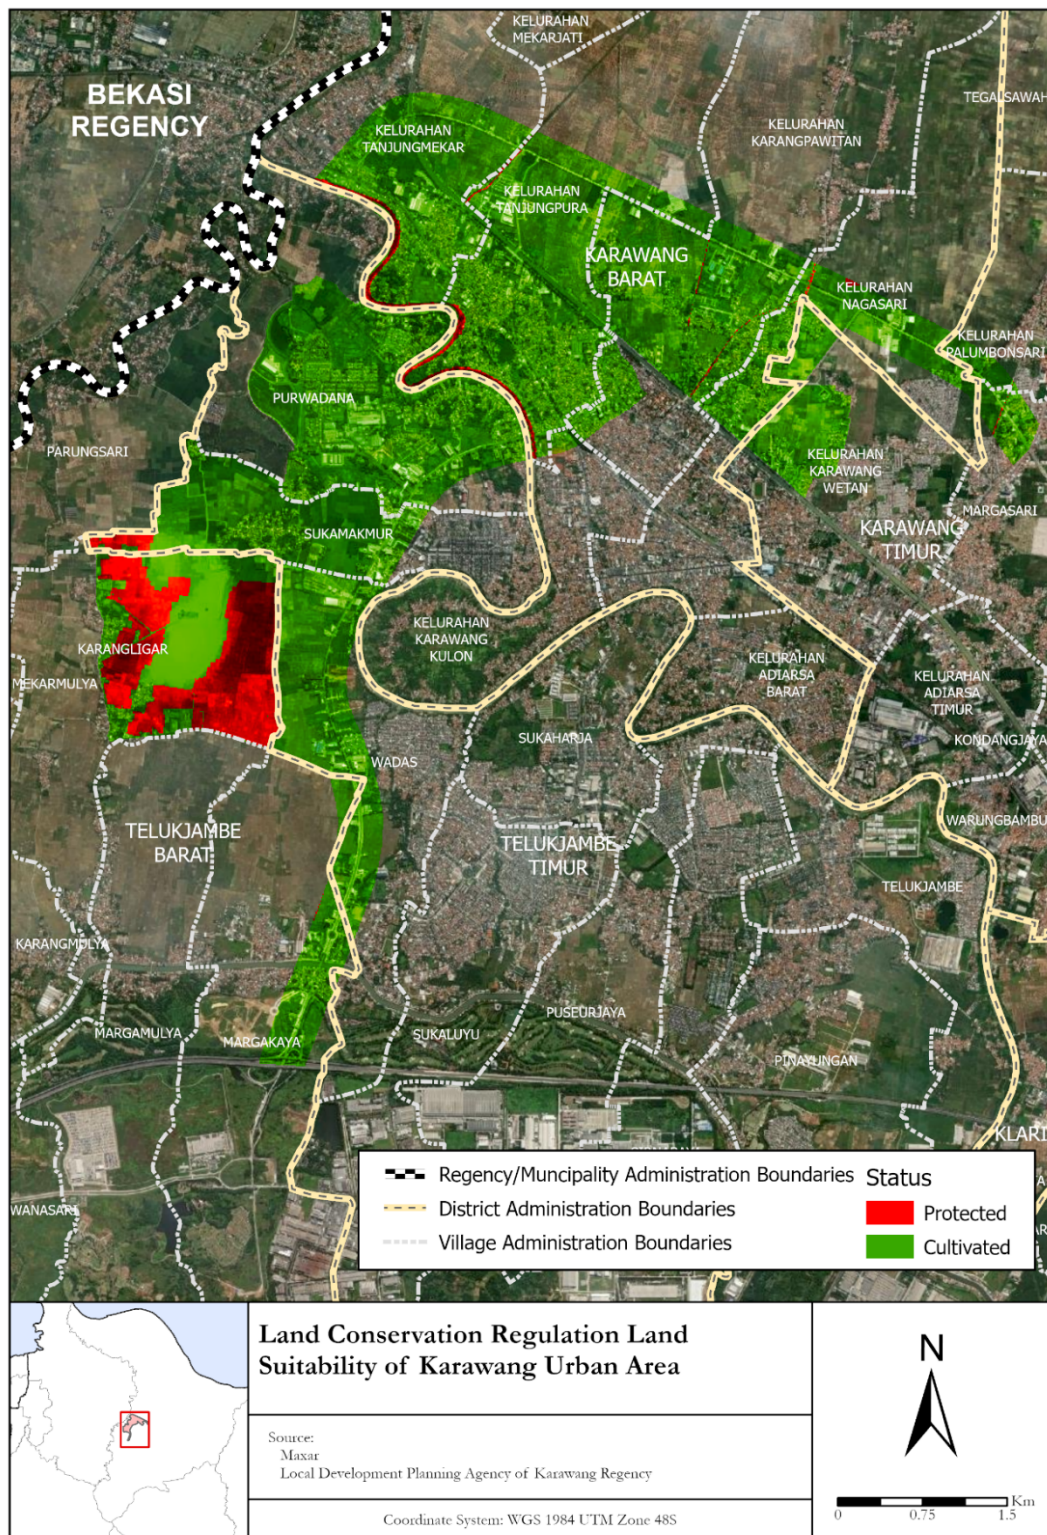 KELURAHAN
MEKARJATI
BEKASI
REGENCY
TEGALSAWAH
KELURAHAN
TANJUNGMEKAR
KELURAHAN
KARANGPAWITAN
KELURAHAN
TANJUNGPURA
KARAWANG
BARAT
KELURAHAN
NAGASARI
KELURAHAN
PALUMBONSARI
PURWADANA
PARUNGSARI
KELURAHAN
KARAWANG
WETAN
MARGASARI
SUKAMAKMUR
KARAWANG
TIMUR
KELURAHAN
KARAWANG
KULON
KARANGLIGAR
MEKARMULYA
KELURAHAN
ADIARSA
BARAT
KELURAHAN
ADIARSA
TIMUR
SUKAHARJA
KONDANGJAYA
WADAS
TELUKJAMBE
BARAT
TELUKJAMBE
TIMUR
WARUNGBAMBU
TELUKJAMBE
KARANGMULYA
MARGAMULYA
MARGAKAYA
SUKALUYU
PUSEURJAYA
PINAYUNGAN
KLARI
WANASARI
Regency/Muncipality Administration Boundaries
District Administration Boundaries
Village Administration Boundaries
Status
Protected
Cultivated
Land Conservation Regulation Land
Suitability of Karawang Urban Area
Source:
Maxar
Local Development Planning Agency of Karawang Regency
Coordinate System: WGS 1984 UTM Zone 48S
N
Km
0 0.75 1.5